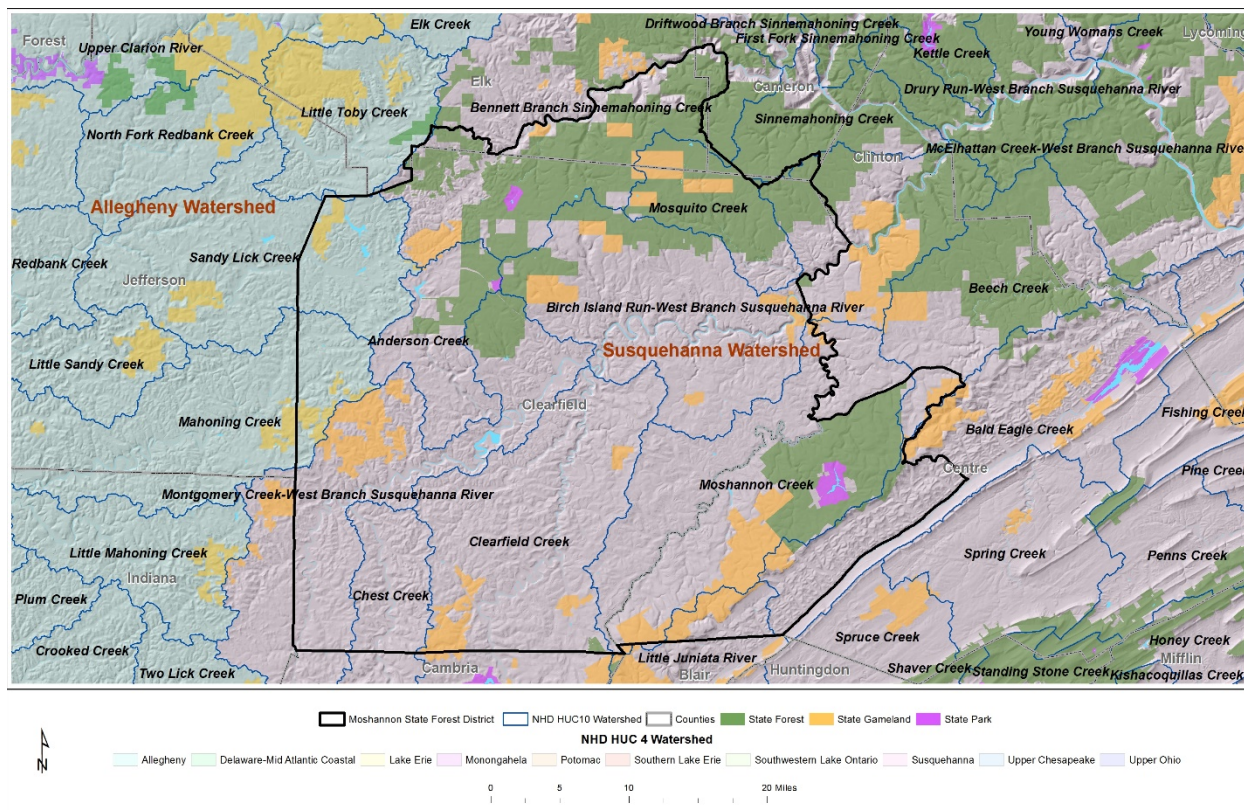 Elk Creek
Driftwood Branch Sinnemahoning Creek
Forest
Upper Clarion River
First Fork Sinnemahoning Creek
Young Womans Creek
Lycoming
Kettle Creek
Elk
Cameron
Drury Run-West Branch Susquehanna River
Little Toby Creek
Bennett Branch Sinnemahoning Creek
Sinnemahoning Creek
North Fork Redbank Creek
McElhattan Creek-West Branch Susquehanna River
Clinton
Allegheny Watershed
Mosquito Creek
Sandy Lick Creek
Redbank Creek
Jefferson
Beech Creek
Birch Island Run-West Branch Susquehanna River
Anderson Creek
Susquehanna Watershed
Little Sandy Creek
Clearfield
Mahoning Creek
Fishing Creek
Bald Eagle Creek
Centre
Pine Creek
Moshannon Creek
Montgomery Creek-West Branch Susquehanna River
Clearfield Creek
Little Mahoning Creek
Spring Creek
Penns Creek
Indiana
Plum Creek
Chest Creek
Crooked Creek
Spruce Creek
Honey Creek
Two Lick Creek
Cambria
Little Juniata River
Blair
Huntingdon
Shaver Creek
Standing Stone Creek
Mifflin
Kishacoquillas Creek
Moshannon State Forest District
NHD HUC10 Watershed
Counties
State Forest
State Gameland
State Park
NHD HUC 4 Watershed
Allegheny
Delaware-Mid Atlantic Coastal
Lake Erie
Monongahela
Potomac
Southern Lake Erie
Southwestern Lake Ontario
Susquehanna
Upper Chesapeake
Upper Ohio
N
0 5 10 20 Miles